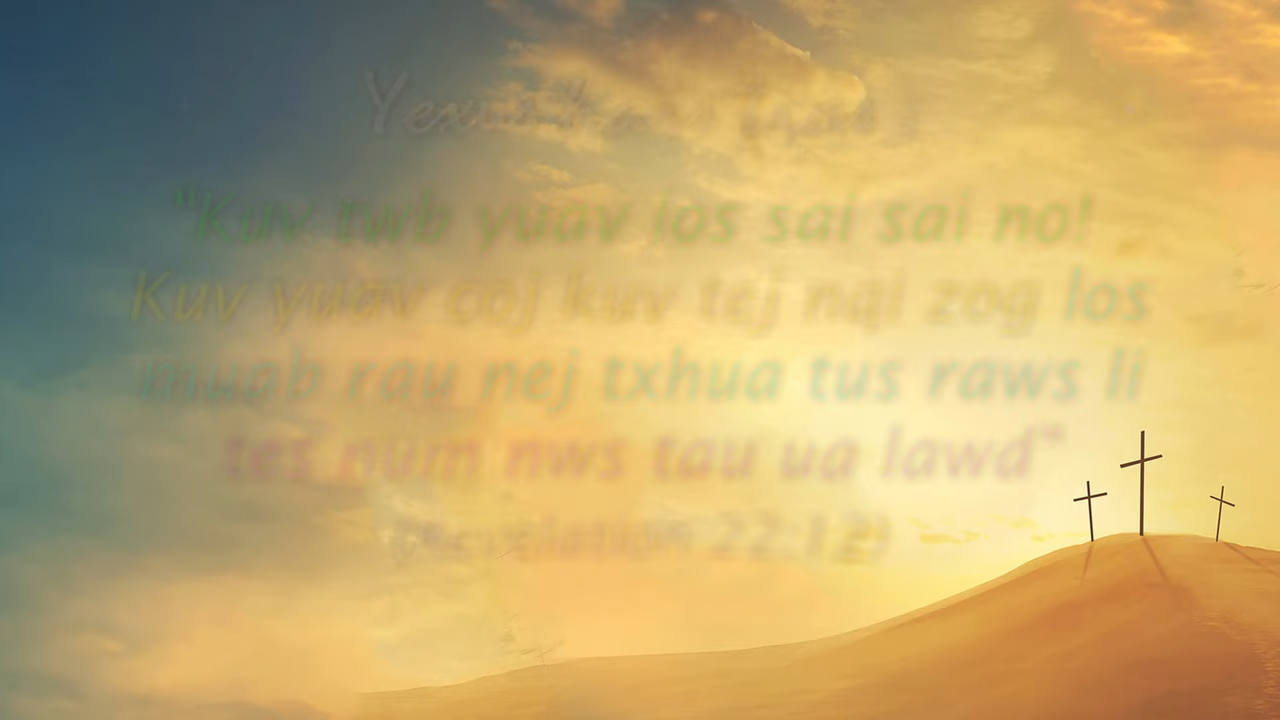 "Kuv twb yuav los sai sai no!
Kuv yuav coj kuv tej nqi zog los
muab rau nej txhua tus raws li
tes num nws tau ua lawd"
(Revelation 22:12)